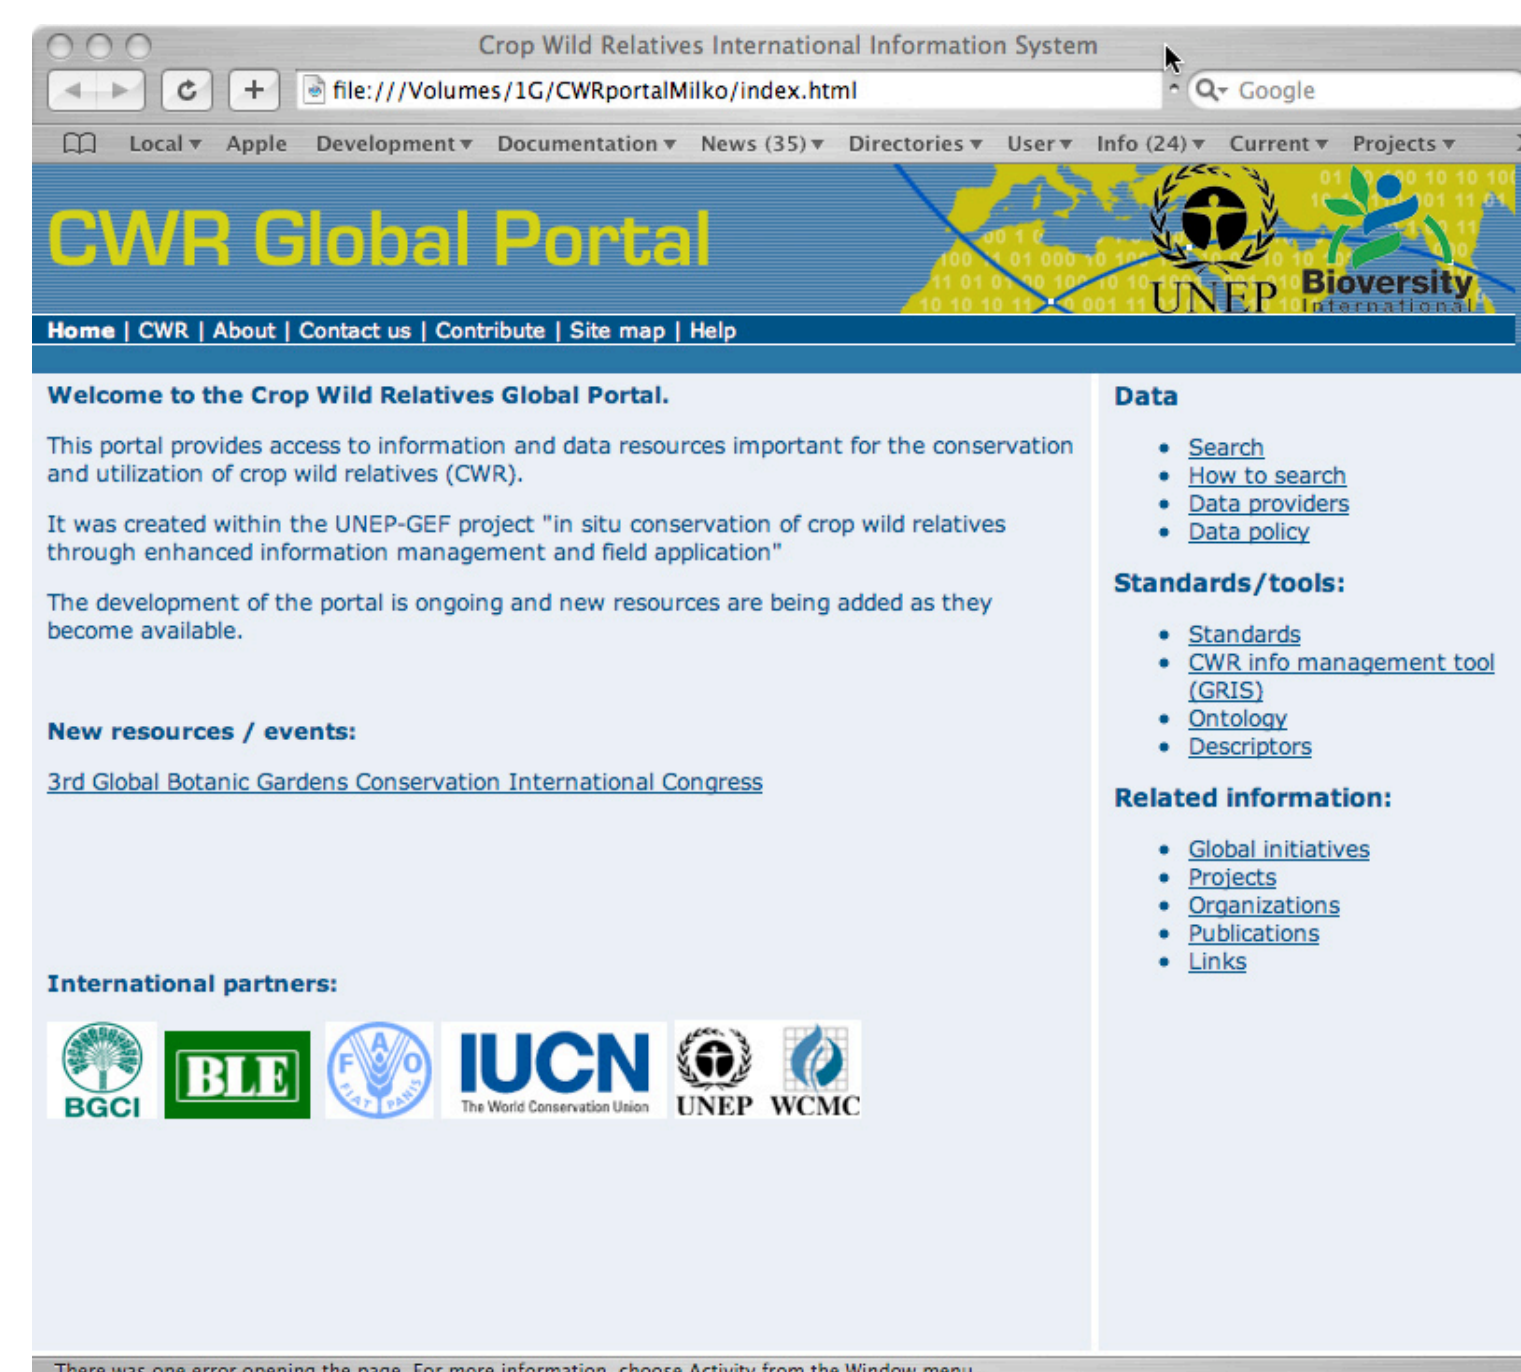 Crop Wild Relatives International Information System
file:///Volumes/1G/CWRportalMilko/index.html
Google
Local Apple Development Documentation News (35) Directories User Info (24) Current Projects
CWR Global Portal
UNEP
Bioversity
International
Home | CWR | About | Contact us | Contribute | Site map | Help
Welcome to the Crop Wild Relatives Global Portal.
This portal provides access to information and data resources important for the conservation
and utilization of crop wild relatives (CWR).
It was created within the UNEP-GEF project "in situ conservation of crop wild relatives
through enhanced information management and field application"
The development of the portal is ongoing and new resources are being added as they
become available.
New resources / events:
3rd Global Botanic Gardens Conservation International Congress
International partners:
BGCI
BLE
FAO
FIAT PANIS
IUCN
The World Conservation Union
UNEP WCMC
Data
Search
How to search
Data providers
Data policy
Standards/tools:
Standards
CWR info management tool
(GRIS)
Ontology
Descriptors
Related information:
Global initiatives
Projects
Organizations
Publications
Links
There was one error opening the page. For more information, choose Activity from the Window menu.